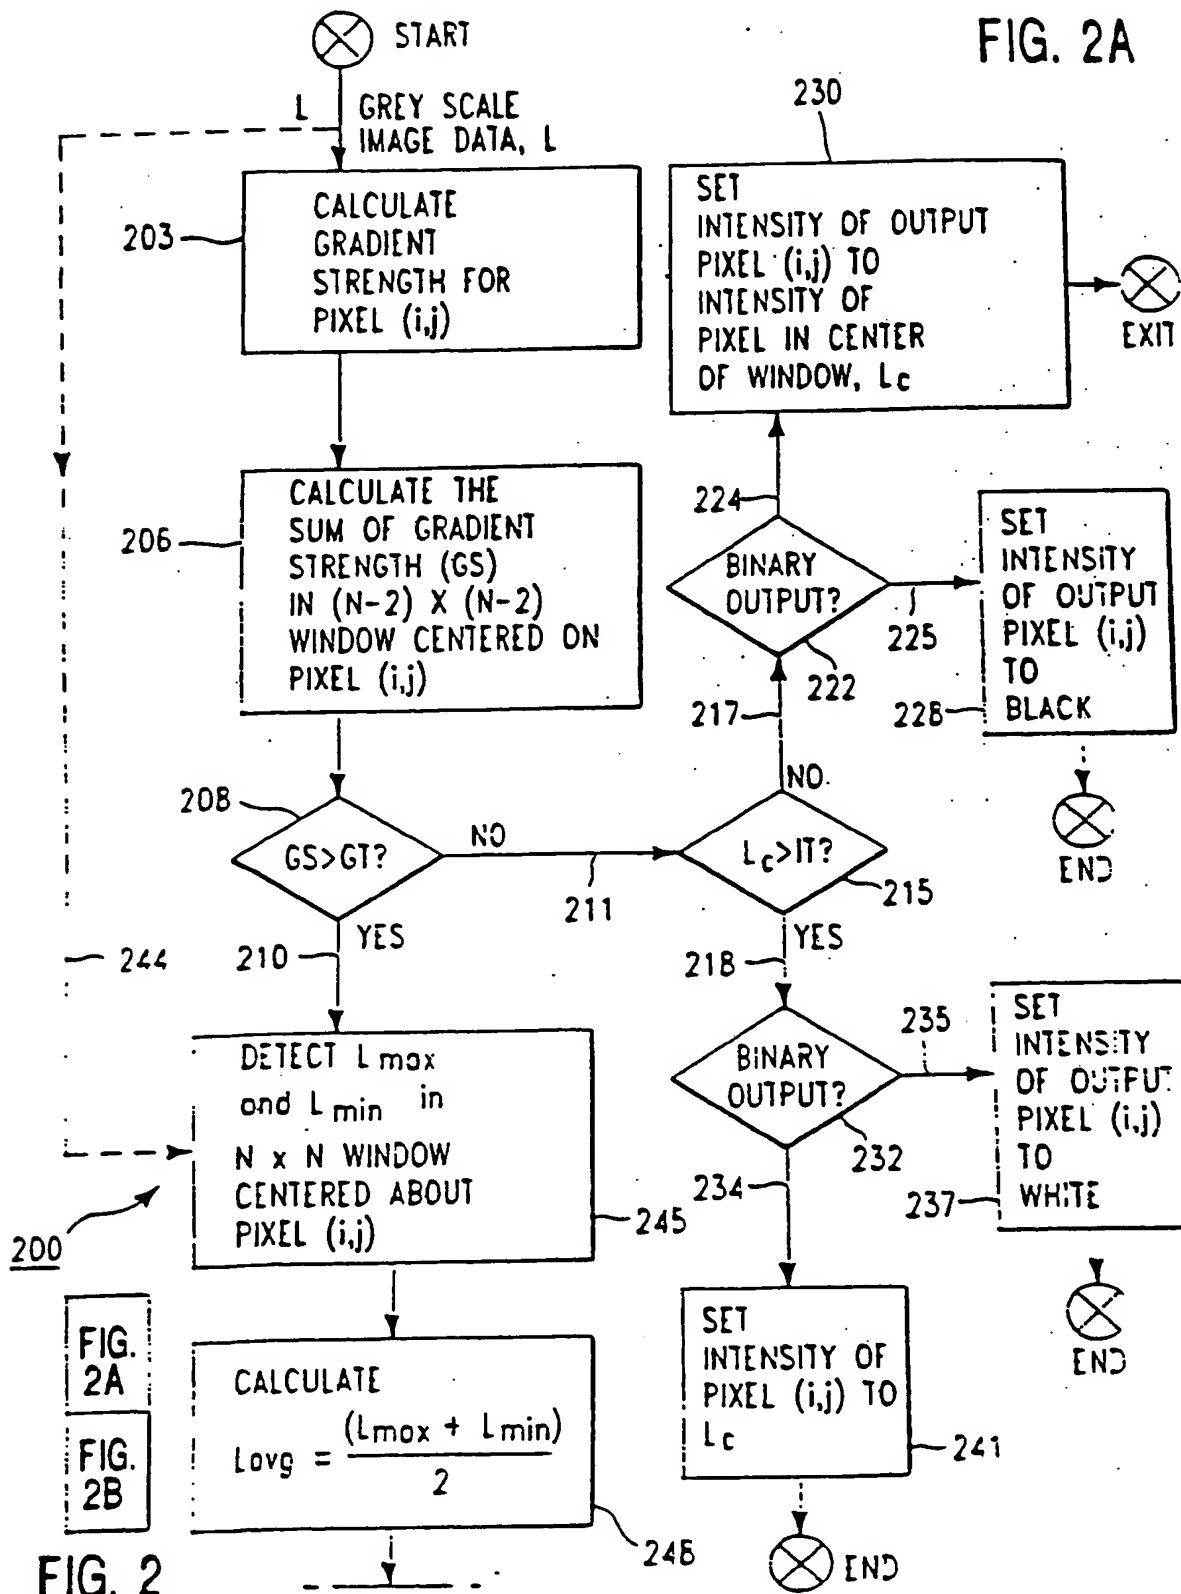 START
FIG. 2A
L
GREY SCALE
IMAGE DATA, L
203
CALCULATE
GRADIENT
STRENGTH FOR
PIXEL (i,j)
206
CALCULATE THE
SUM OF GRADIENT
STRENGTH (GS)
IN (N-2) X (N-2)
WINDOW CENTERED ON
PIXEL (i,j)
208
GS>GT?
NO
211
YES
210
244
DETECT Lmax
and Lmin in
N x N WINDOW
CENTERED ABOUT
PIXEL (i,j)
245
200
CALCULATE
Lavg = (Lmax + Lmin)
2
248
FIG.
2A
FIG.
2B
FIG. 2
230
SET
INTENSITY OF OUTPUT
PIXEL (i,j) TO
INTENSITY OF
PIXEL IN CENTER
OF WINDOW, Lc
EXIT
224
BINARY
OUTPUT?
222
225
SET
INTENSITY
OF OUTPUT
PIXEL (i,j)
TO
BLACK
228
END
217
NO
Lc>IT?
215
YES
218
BINARY
OUTPUT?
232
235
SET
INTENSITY
OF OUTPUT
PIXEL (i,j)
TO
WHITE
237
END
234
SET
INTENSITY OF
PIXEL (i,j) TO
Lc
241
END